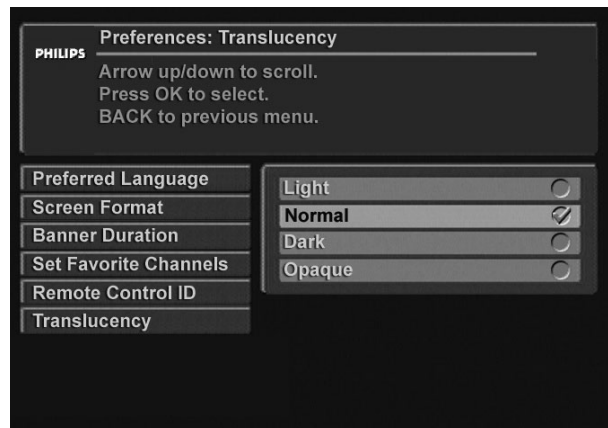 Preferences: Translucency
PHILIPS
Arrow up/down to scroll.
Press OK to select.
BACK to previous menu.
Preferred Language
Screen Format
Banner Duration
Set Favorite Channels
Remote Control ID
Translucency
Light
Normal
Dark
Opaque